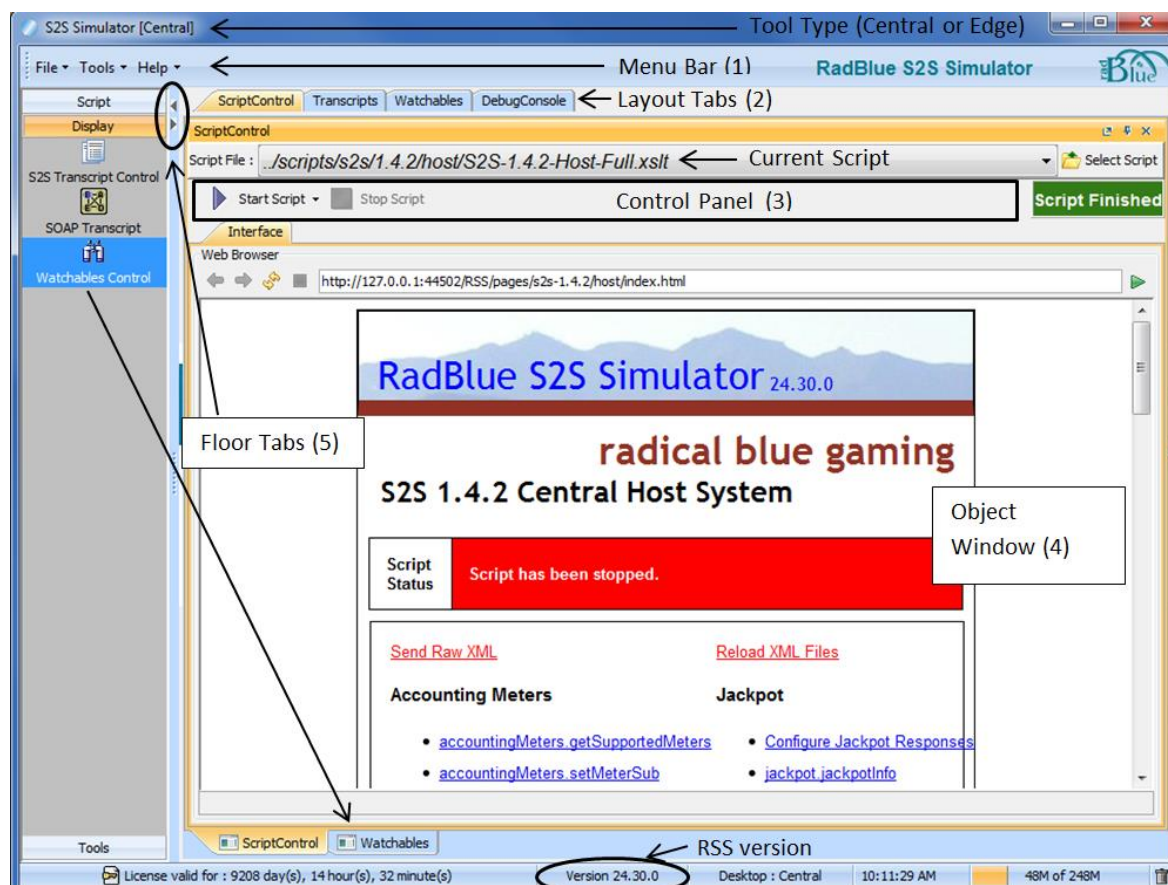 S2S Simulator [Central]
Tool Type (Central or Edge)
File Tools Help
Menu Bar (1)
RadBlue S2S Simulator
radBlue
Script
ScriptControl Transcripts Watchables DebugConsole
Layout Tabs (2)
Display
ScriptControl
Script File : ../scripts/s2s/1.4.2/host/S2S-1.4.2-Host-Full.xslt
Current Script
Select Script
S2S Transcript Control
Start Script Stop Script
Control Panel (3)
Script Finished
SOAP Transcript
Interface
Web Browser
Watchables Control
http://127.0.0.1:44502/RSS/pages/s2s-1.4.2/host/index.html
RadBlue S2S Simulator 24.30.0
Floor Tabs (5)
radical blue gaming
S2S 1.4.2 Central Host System
Object
Window (4)
Script
Status
Script has been stopped.
Send Raw XML Reload XML Files
Accounting Meters Jackpot
• accountingMeters.getSupportedMeters • Configure Jackpot Responses
• accountingMeters.setMeterSub • jackpot.jackpotInfo
Tools
ScriptControl Watchables
RSS version
License valid for : 9208 day(s), 14 hour(s), 32 minute(s) Version 24.30.0 Desktop : Central 10:11:29 AM 48M of 248M